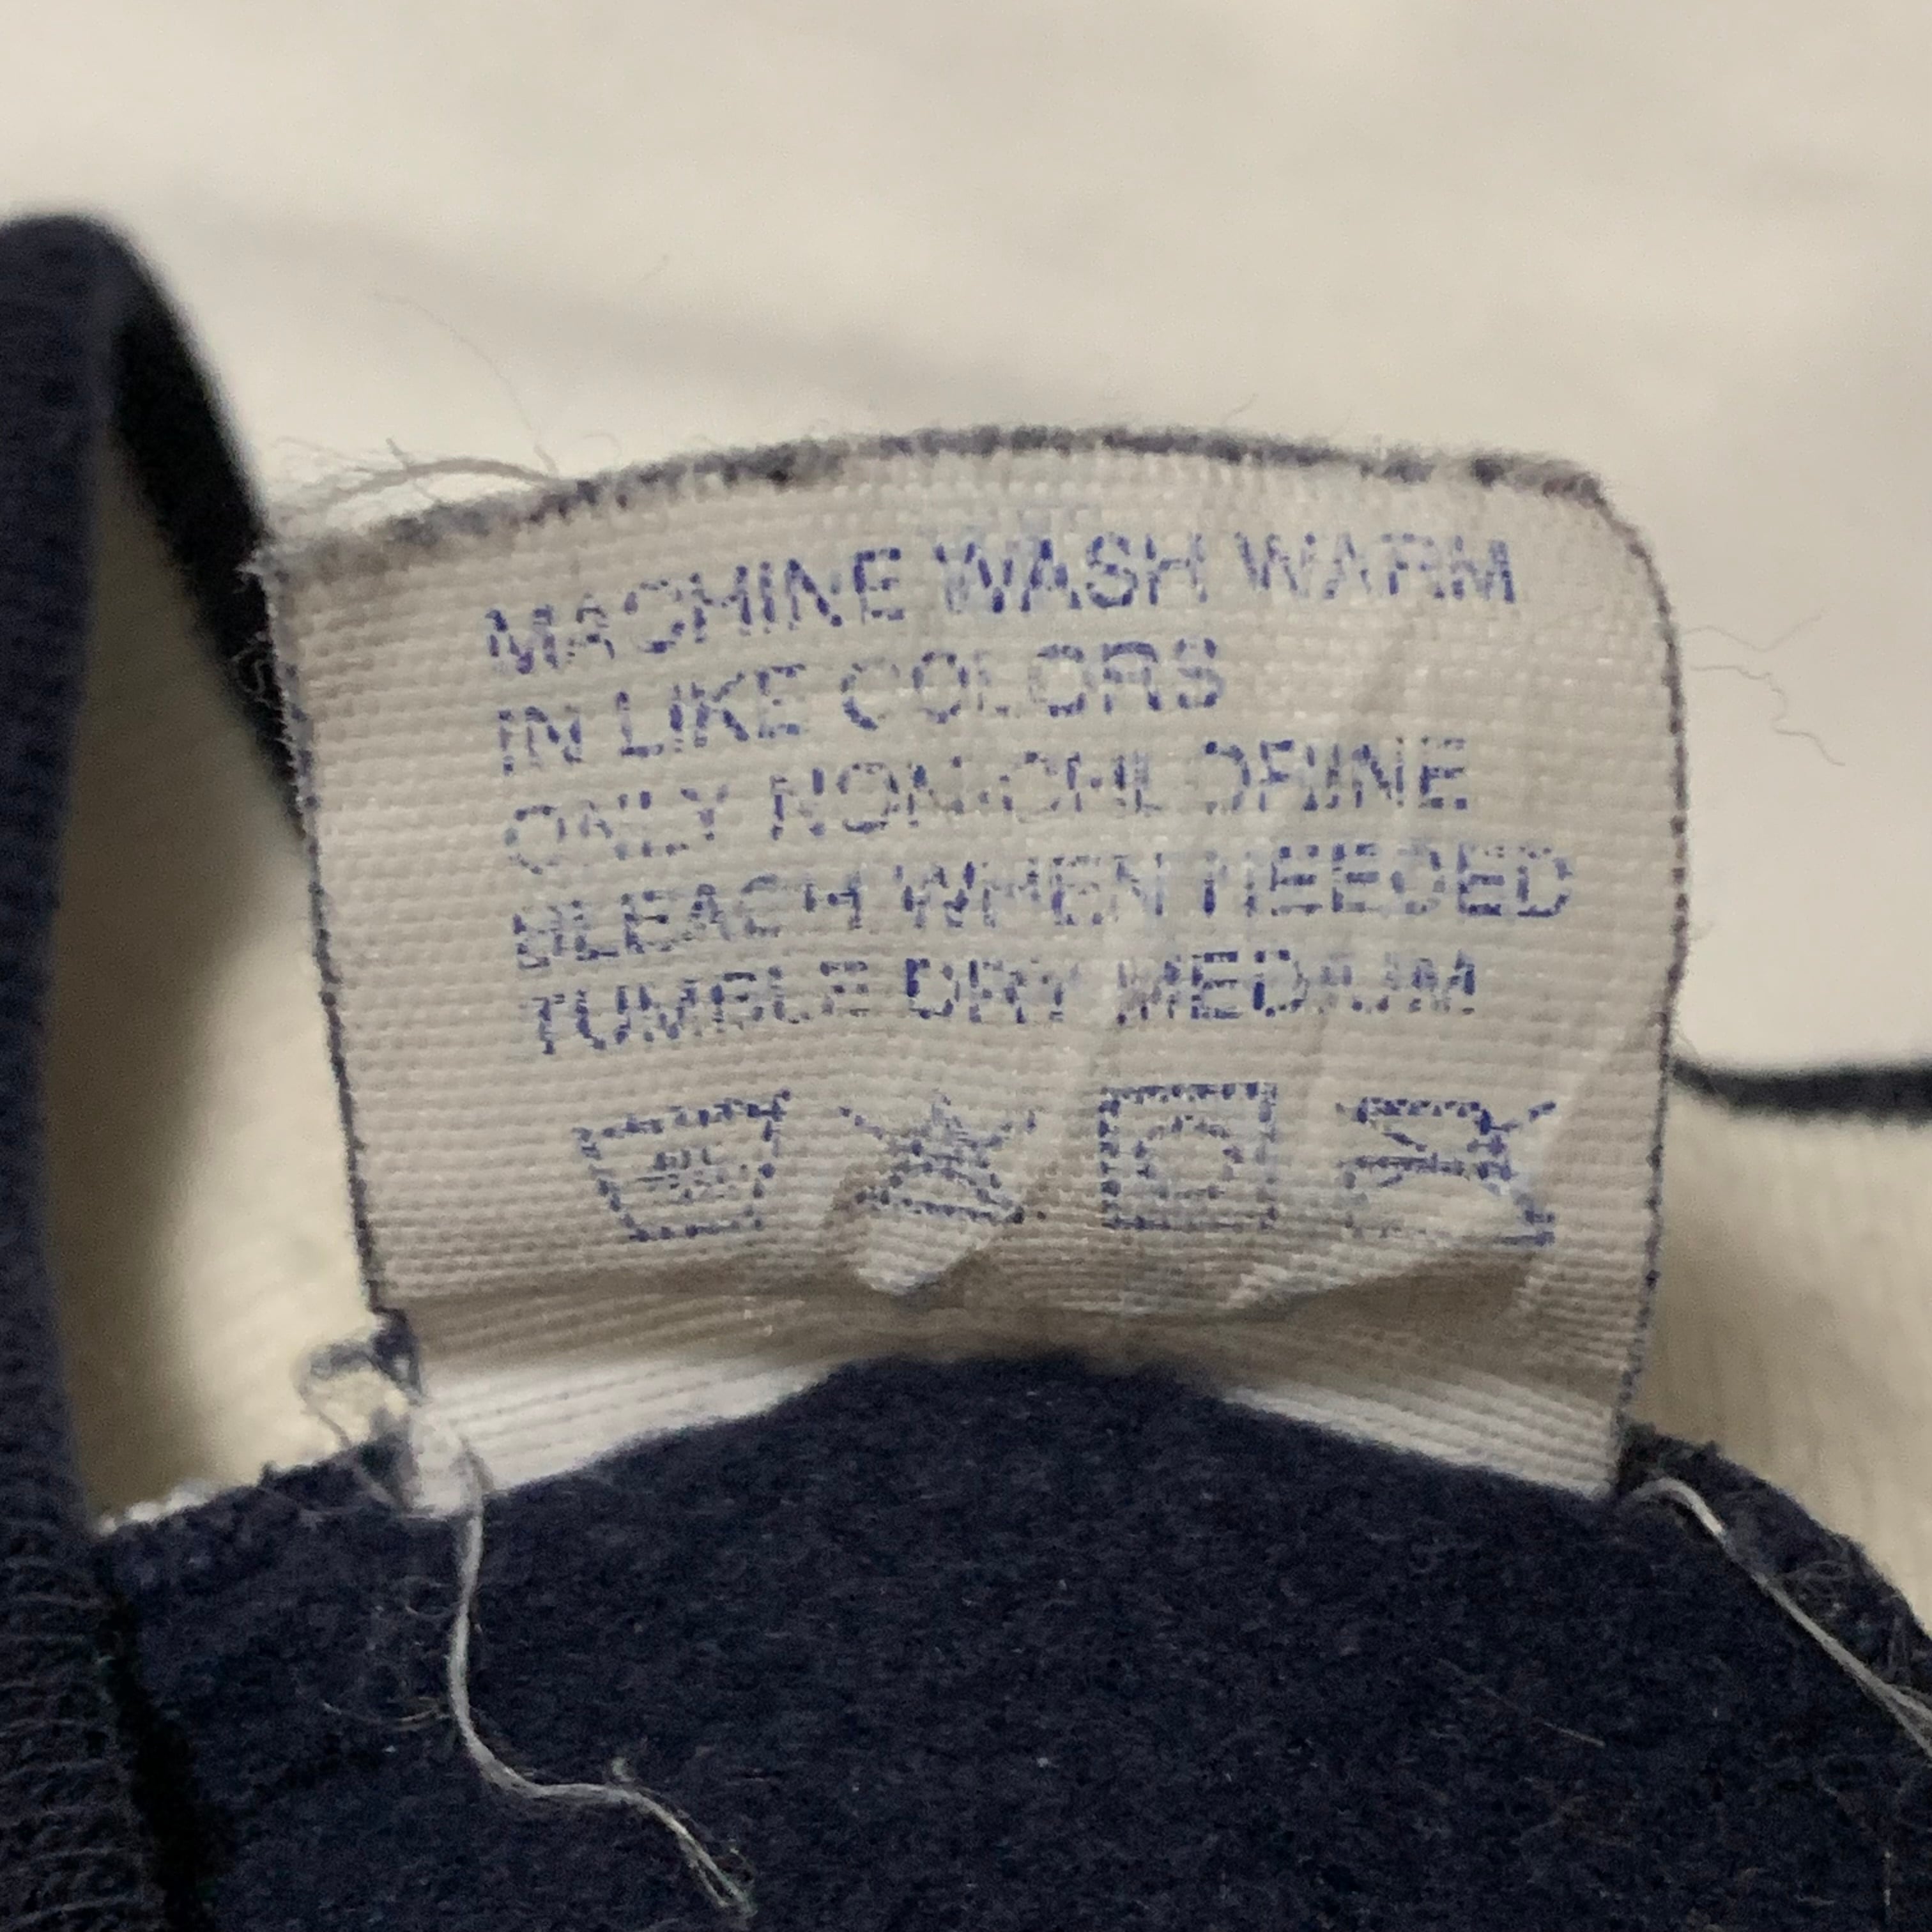 MACHINE WASH WARM
IN LIKE COLORS
ONLY NON-CHLORINE
BLEACH WHEN NEEDED
TUMBLE DRY MEDIUM